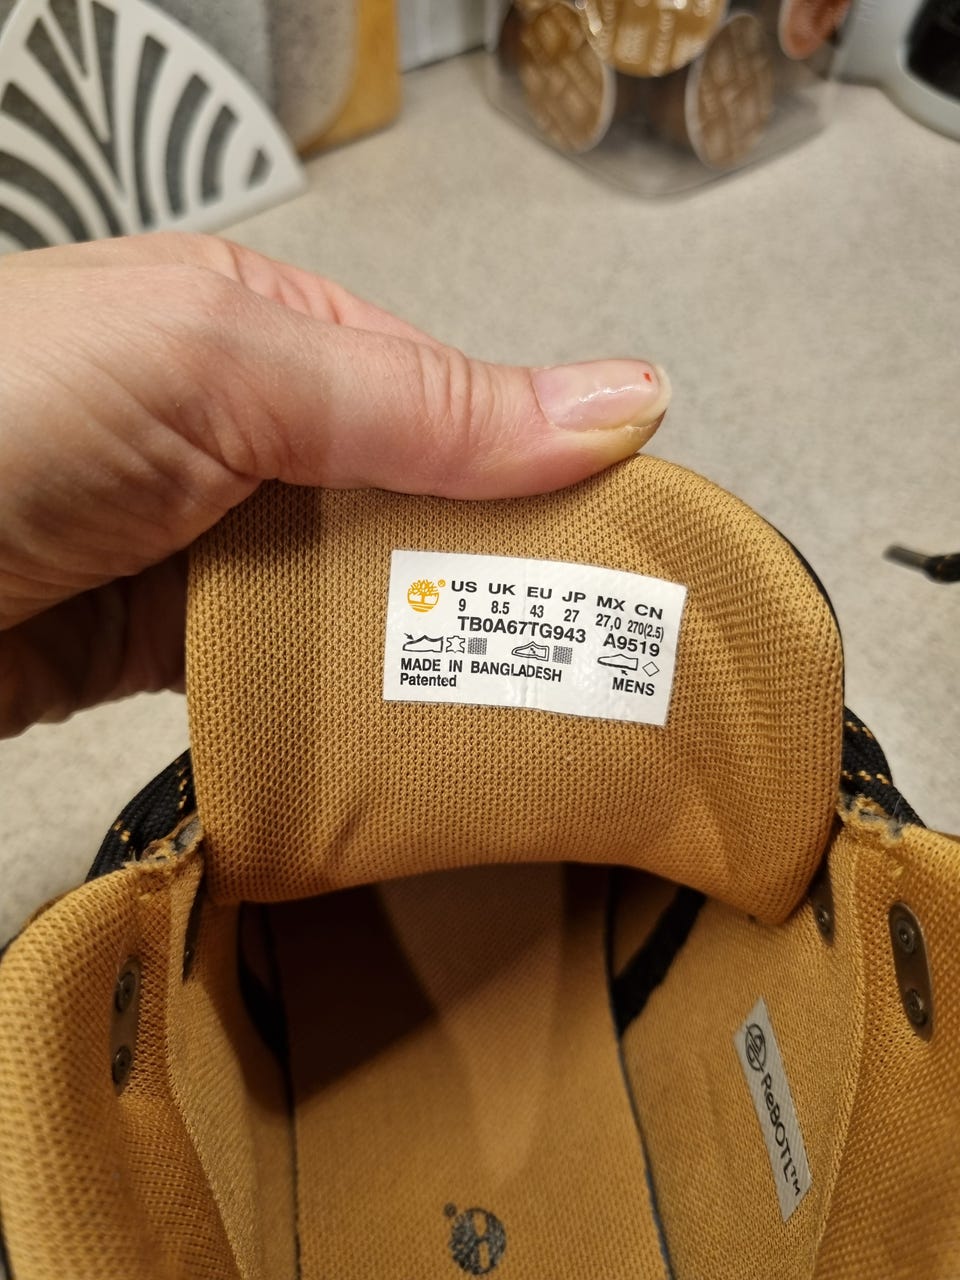 US UK EU JP MX CN
9 8.5 43 27 27,0 270(2.5)
TB0A67TG943 A9519
MADE IN BANGLADESH
Patented MENS
ReBOTL™